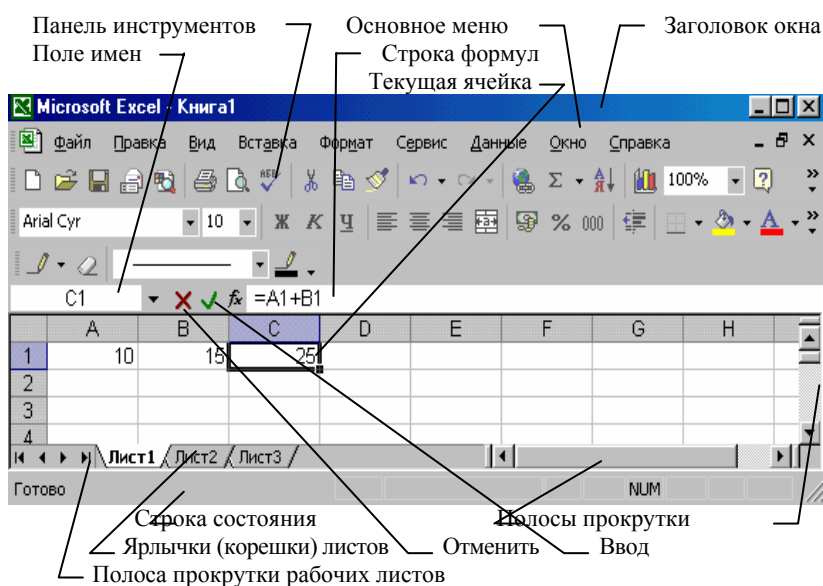 Панель инструментов Основное меню Заголовок окна
Поле имен Строка формул
Текущая ячейка
Microsoft Excel - Книга1
Файл Правка Вид Вставка Формат Сервис Данные Окно Справка
100%
Arial Cyr 10 Ж К Ч % 000 А
C1 fx =A1+B1
A B C D E F G H
1 10 15 25
2
3
4
Лист1 Лист2 Лист3
Готово NUM
Строка состояния Полосы прокрутки
Ярлычки (корешки) листов Отменить Ввод
Полоса прокрутки рабочих листов